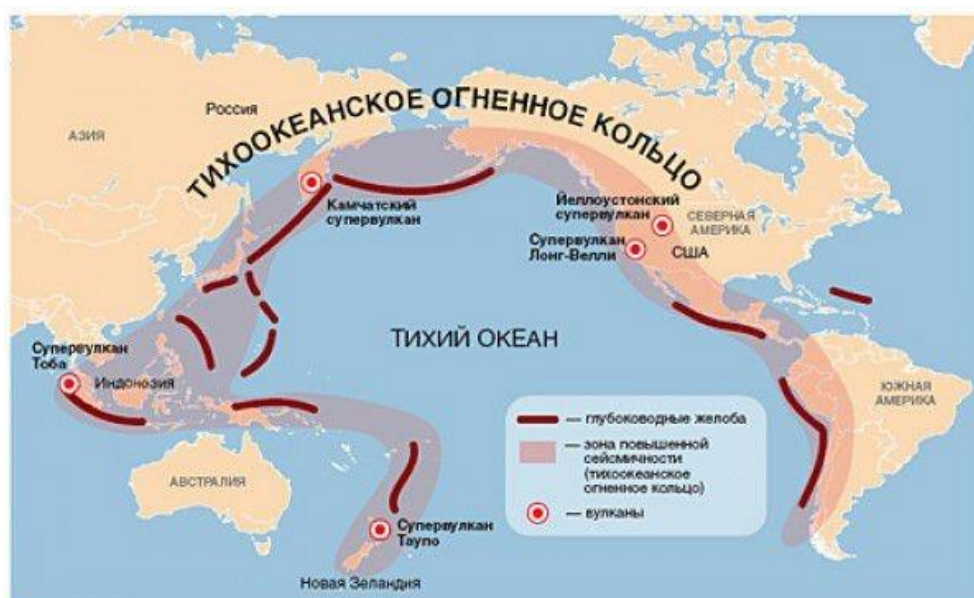 ТИХООКЕАНСКОЕ ОГНЕННОЕ КОЛЬЦО
Россия
АЗИЯ
Камчатский
супервулкан
Йеллоустонский
супервулкан
СЕВЕРНАЯ
АМЕРИКА
Супервулкан
Лонг-Велли
США
ТИХИЙ ОКЕАН
Супервулкан
Тоба
Индонозия
ЮЖНАЯ
АМЕРИКА
— глубоководные желоба
— зона повышенной
сейсмичности
(тихоокеанское
огненное кольцо)
— вулканы
АВСТРАЛИЯ
Супервулкан
Таупо
Новая Зеландия